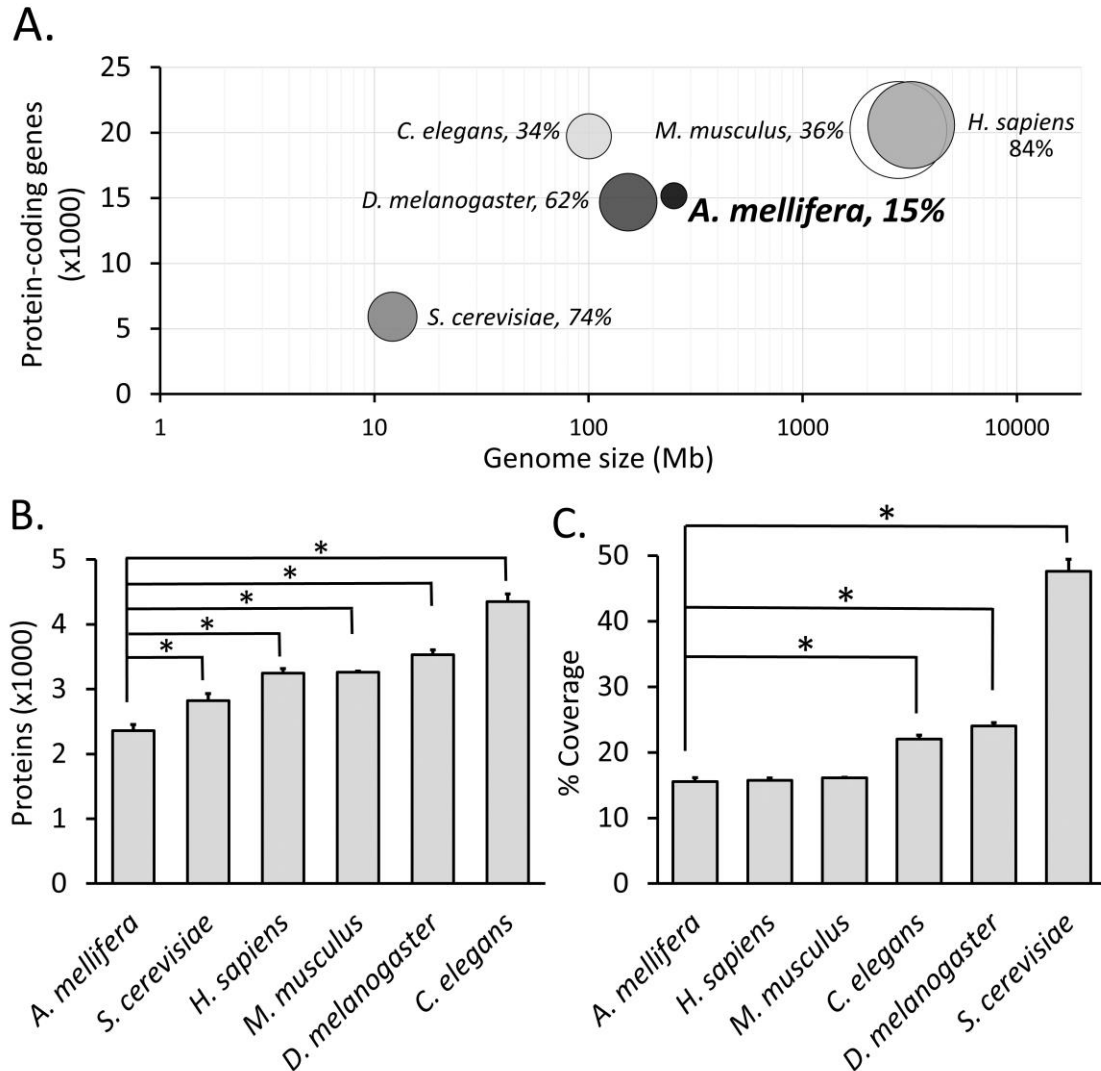 A.
Protein-coding genes
(x1000)
25
20
15
10
5
0
C. elegans, 34%
M. musculus, 36%
H. sapiens
84%
D. melanogaster, 62%
A. mellifera, 15%
S. cerevisiae, 74%
1
10
100
1000
10000
Genome size (Mb)
B.
Proteins (x1000)
5
4
3
2
1
0
*
*
*
*
*
A. mellifera
S. cerevisiae
H. sapiens
M. musculus
D. melanogaster
C. elegans
C.
% Coverage
50
40
30
20
10
0
*
*
*
A. mellifera
H. sapiens
M. musculus
C. elegans
D. melanogaster
S. cerevisiae